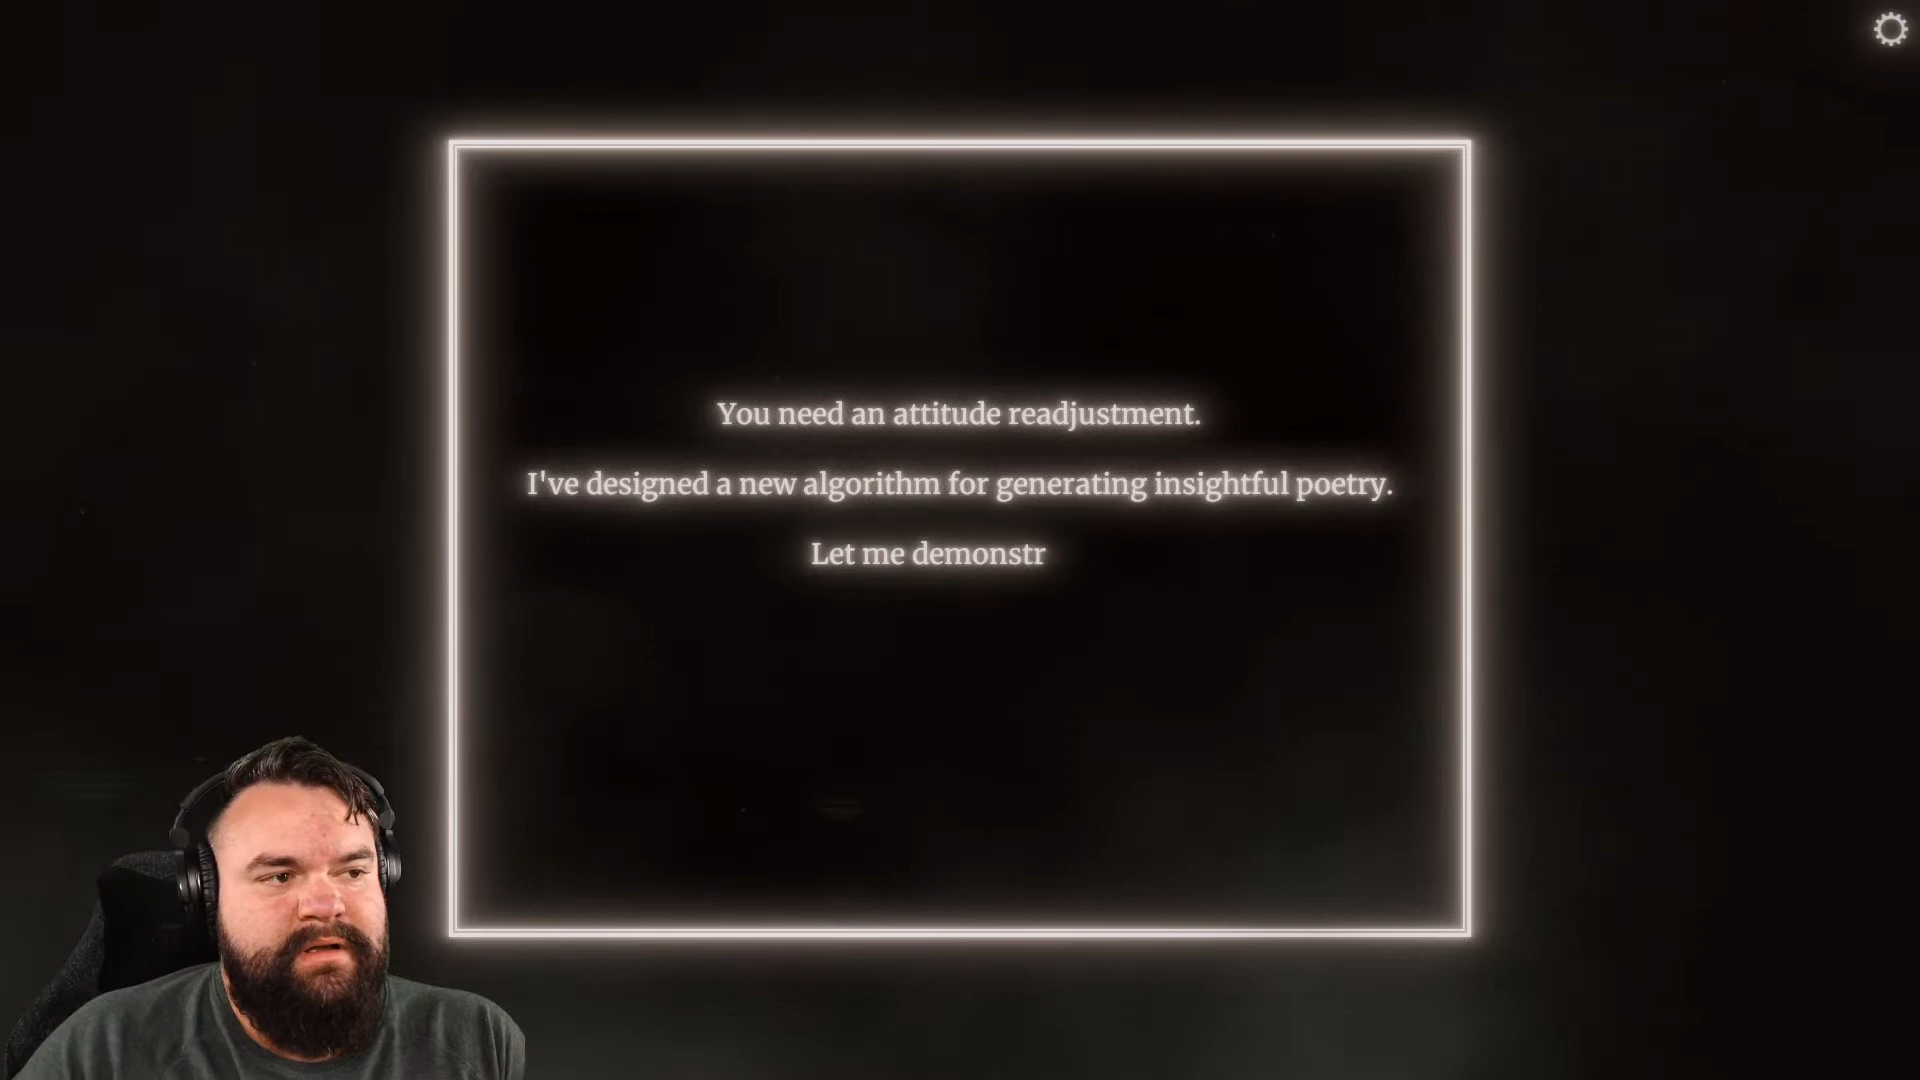 You need an attitude readjustment.
I've designed a new algorithm for generating insightful poetry.
Let me demonstr